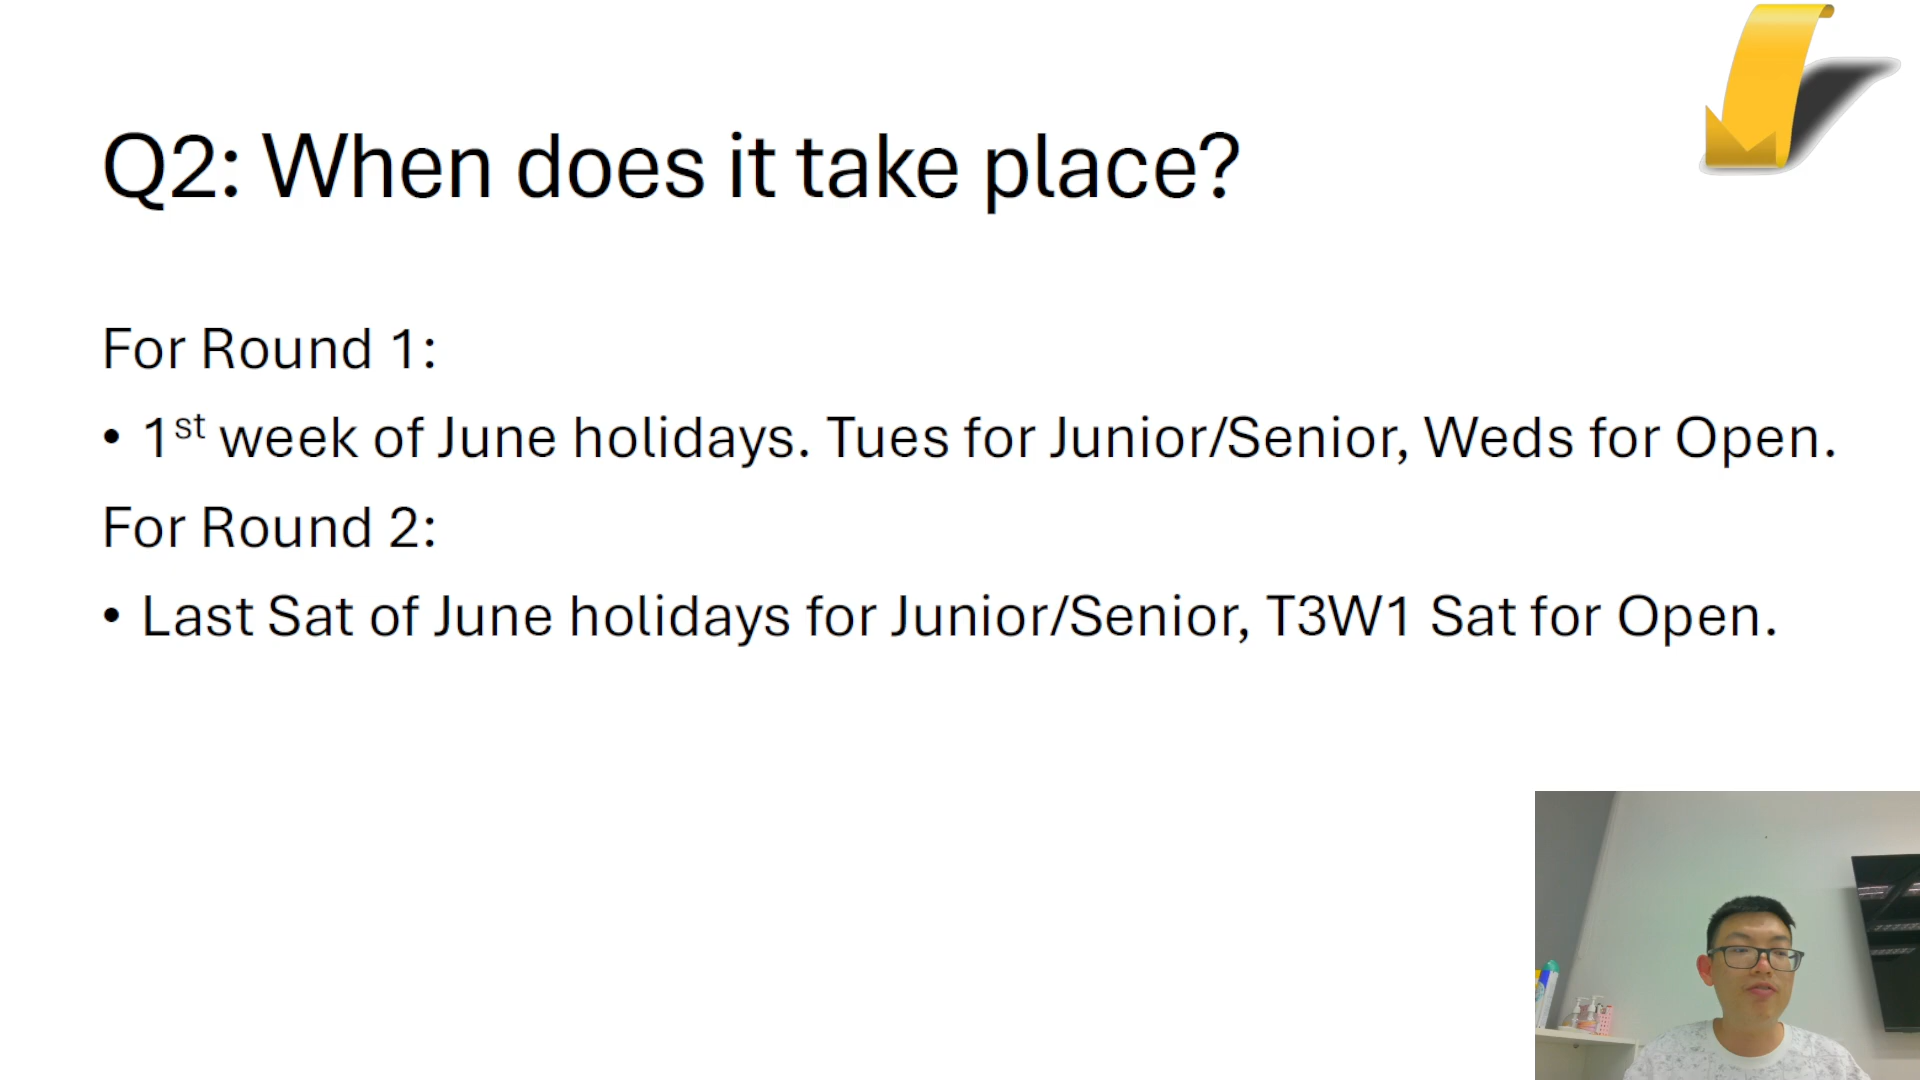 Q2: When does it take place?
For Round 1:
• 1st week of June holidays. Tues for Junior/Senior, Weds for Open.
For Round 2:
• Last Sat of June holidays for Junior/Senior, T3W1 Sat for Open.